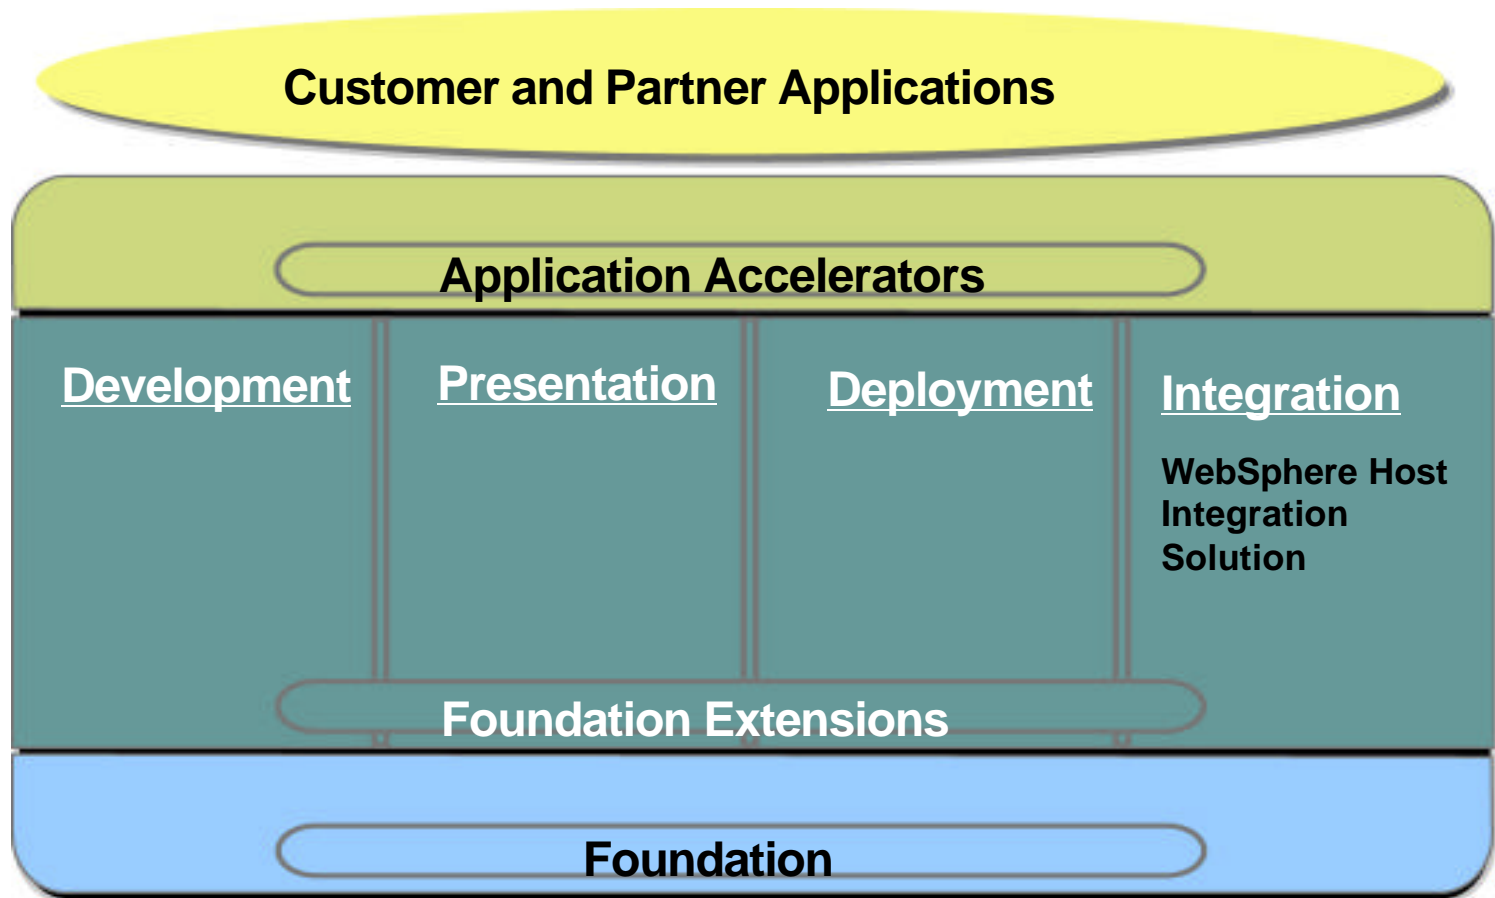 Customer and Partner Applications
Application Accelerators
Development
Presentation
Deployment
Integration
WebSphere Host
Integration
Solution
Foundation Extensions
Foundation